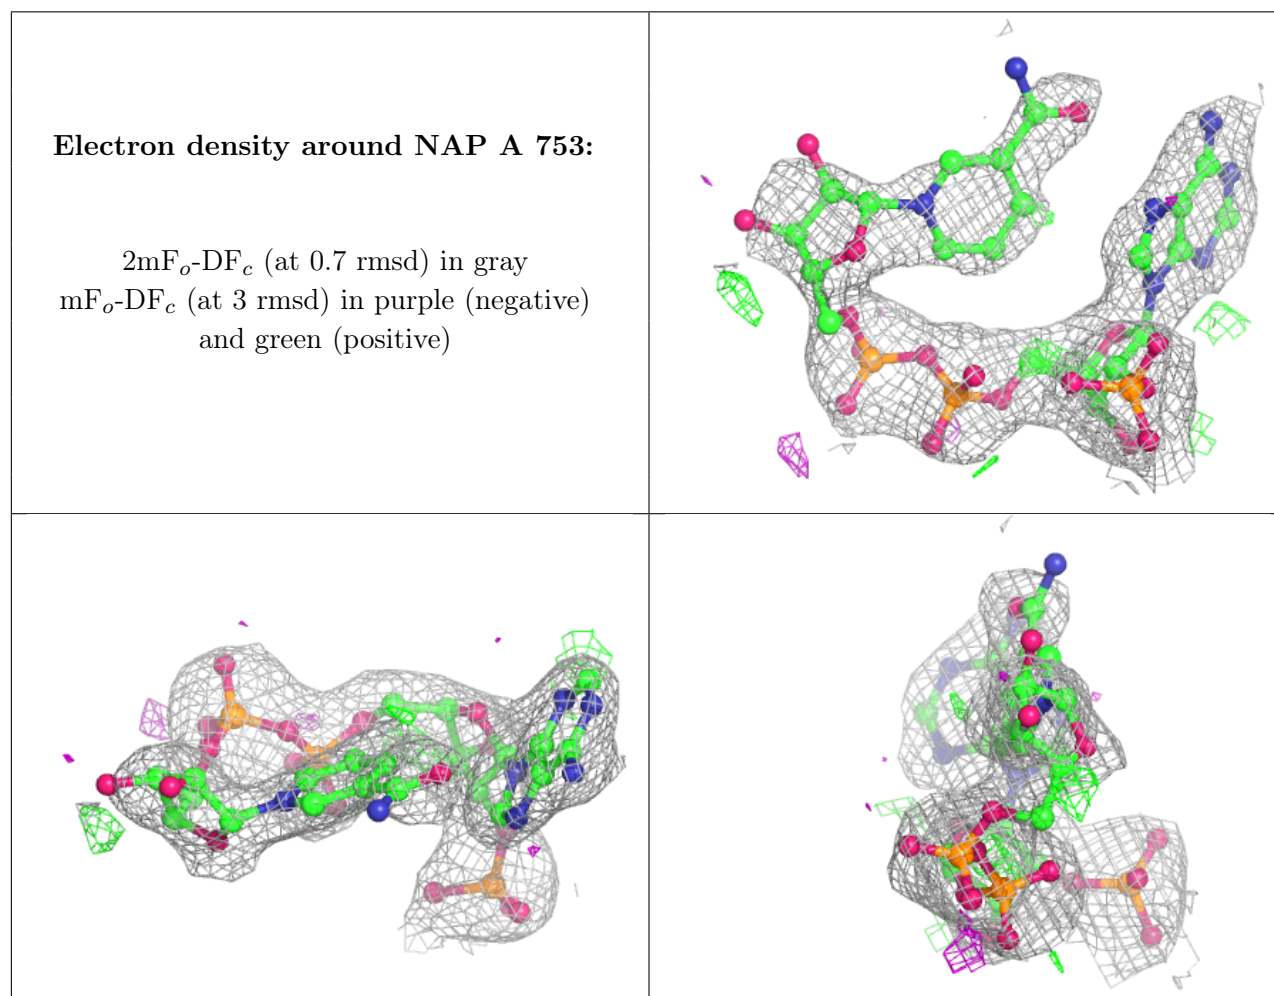 Electron density around NAP A 753:
2mFo-DFc (at 0.7 rmsd) in gray
mFo-DFc (at 3 rmsd) in purple (negative)
and green (positive)